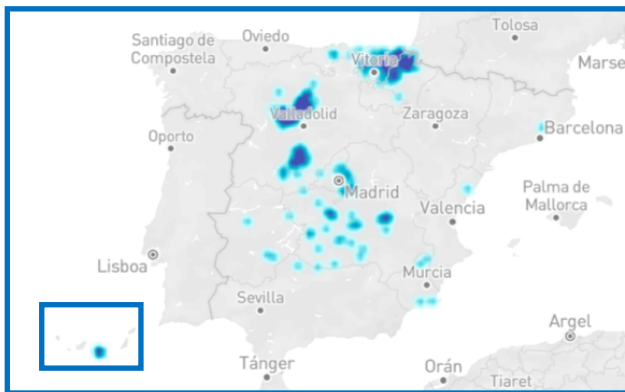 Tolosa
Oviedo
Santiago de
Compostela
Vitoria
Marse
Valladolid
Zaragoza
Barcelona
Oporto
Madrid
Palma de
Mallorca
Valencia
Lisboa
Murcia
Sevilla
Argel
Tánger
Orán
Tiaret